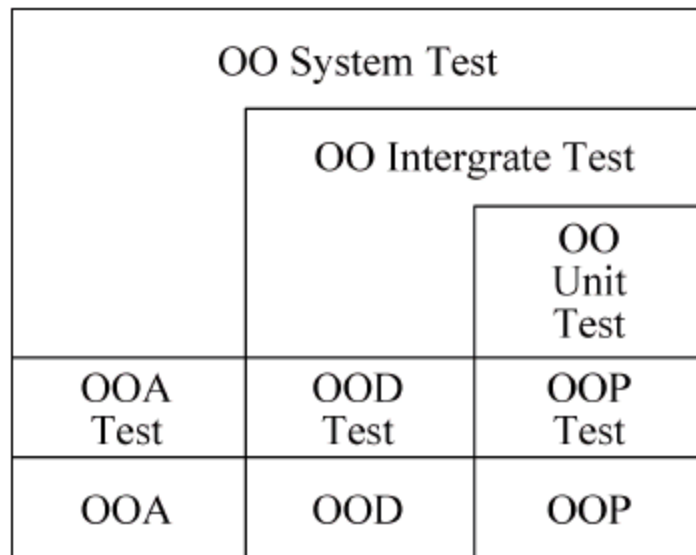 OO System Test
OO Intergrate Test
OO
Unit
Test
OOA
Test
OOD
Test
OOP
Test
OOA
OOD
OOP